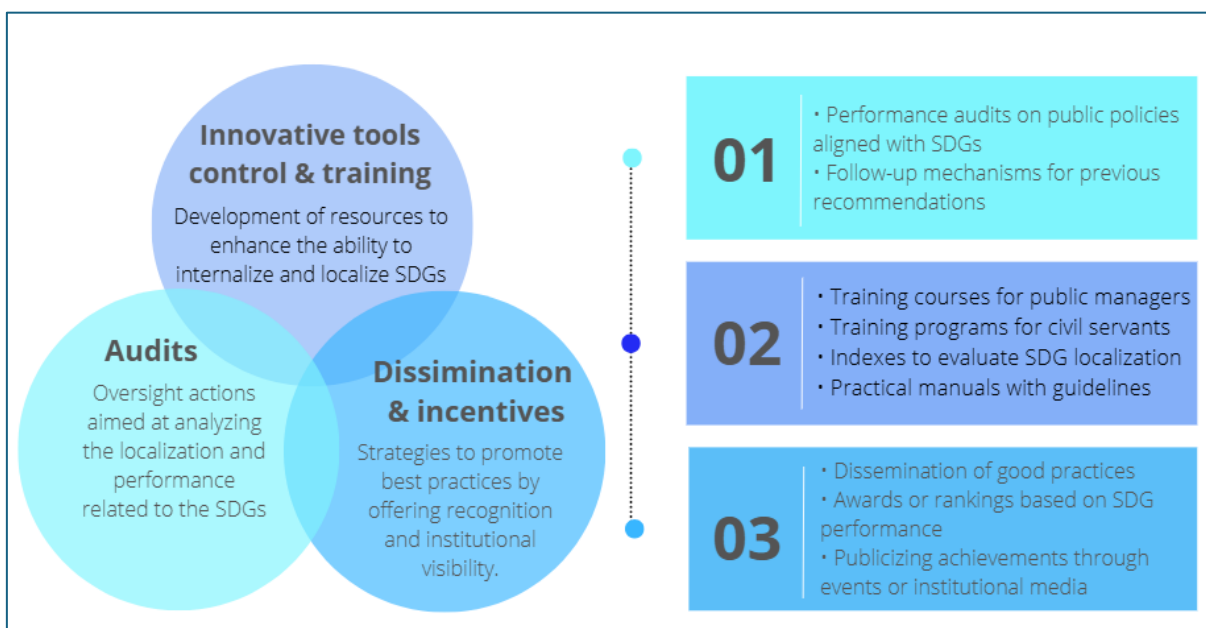 Innovative tools
control & training
Development of resources to
enhance the ability to
internalize and localize SDGs
Audits
Oversight actions
aimed at analyzing
the localization and
performance
related to the SDGs
Dissimination
& incentives
Strategies to promote
best practices by
offering recognition
and institutional
visibility.
01
• Performance audits on public policies
aligned with SDGs
• Follow-up mechanisms for previous
recommendations
02
• Training courses for public managers
• Training programs for civil servants
• Indexes to evaluate SDG localization
• Practical manuals with guidelines
03
• Dissemination of good practices
• Awards or rankings based on SDG
performance
• Publicizing achievements through
events or institutional media